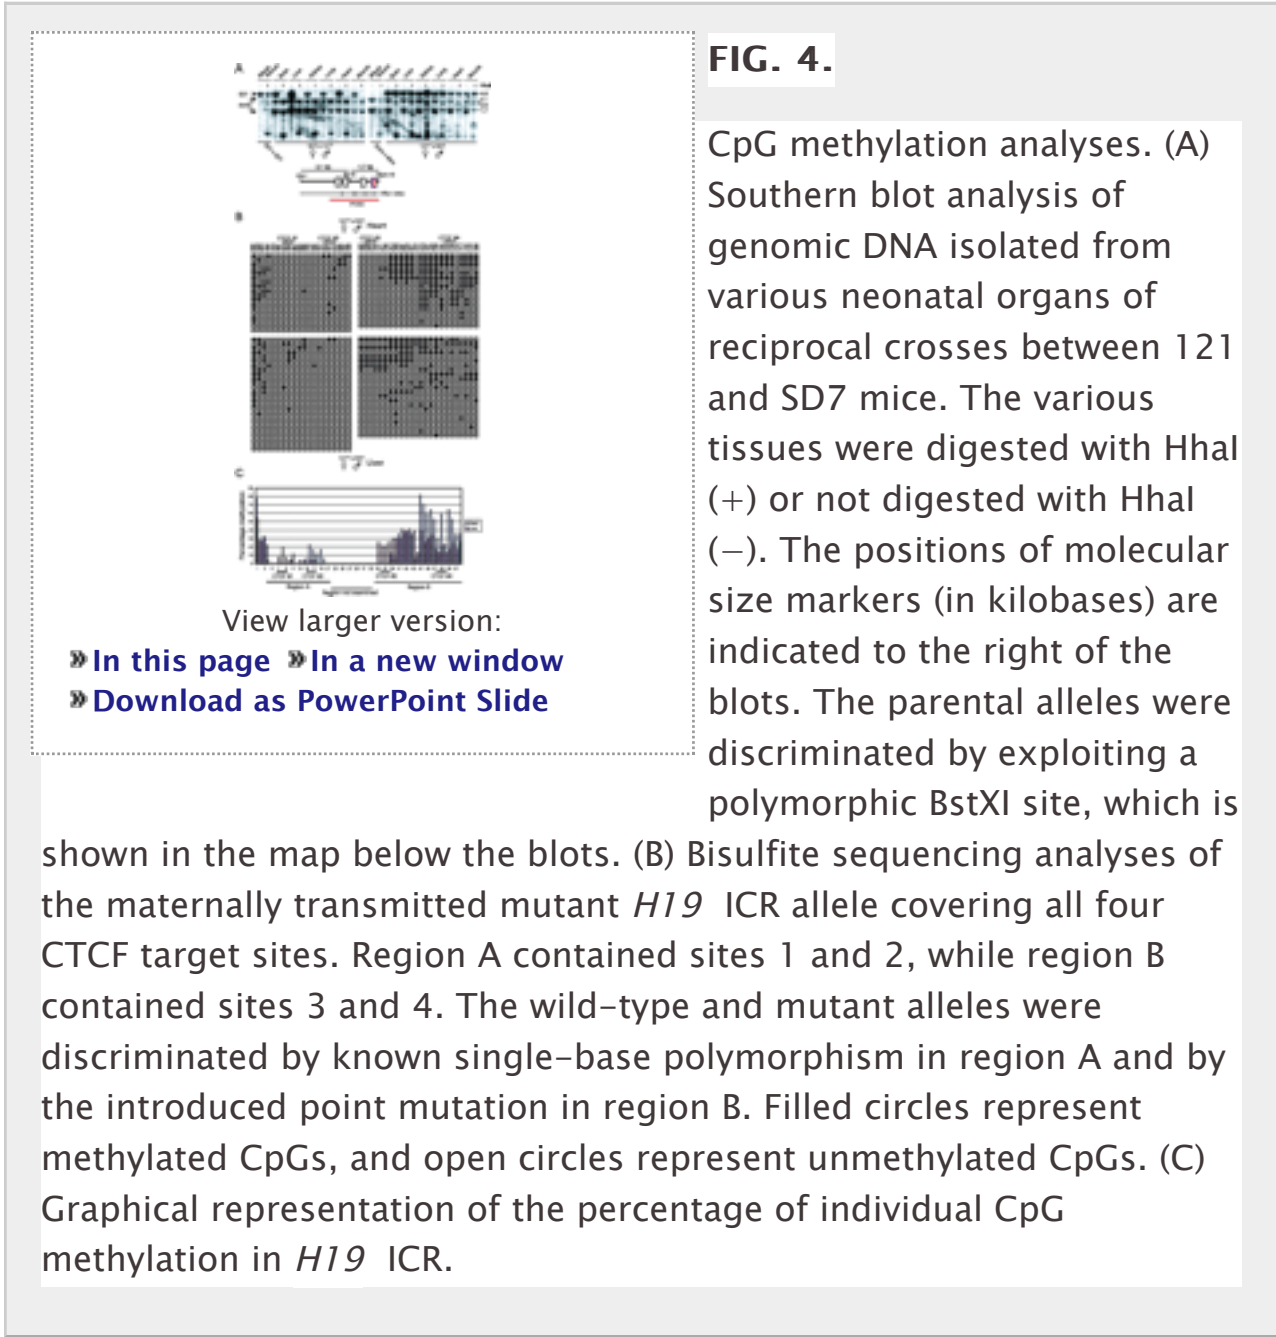 FIG. 4.
A
B
C
View larger version:
In this page In a new window
Download as PowerPoint Slide
CpG methylation analyses. (A)
Southern blot analysis of
genomic DNA isolated from
various neonatal organs of
reciprocal crosses between 121
and SD7 mice. The various
tissues were digested with HhaI
(+) or not digested with HhaI
(−). The positions of molecular
size markers (in kilobases) are
indicated to the right of the
blots. The parental alleles were
discriminated by exploiting a
polymorphic BstXI site, which is
shown in the map below the blots. (B) Bisulfite sequencing analyses of
the maternally transmitted mutant H19 ICR allele covering all four
CTCF target sites. Region A contained sites 1 and 2, while region B
contained sites 3 and 4. The wild-type and mutant alleles were
discriminated by known single-base polymorphism in region A and by
the introduced point mutation in region B. Filled circles represent
methylated CpGs, and open circles represent unmethylated CpGs. (C)
Graphical representation of the percentage of individual CpG
methylation in H19 ICR.